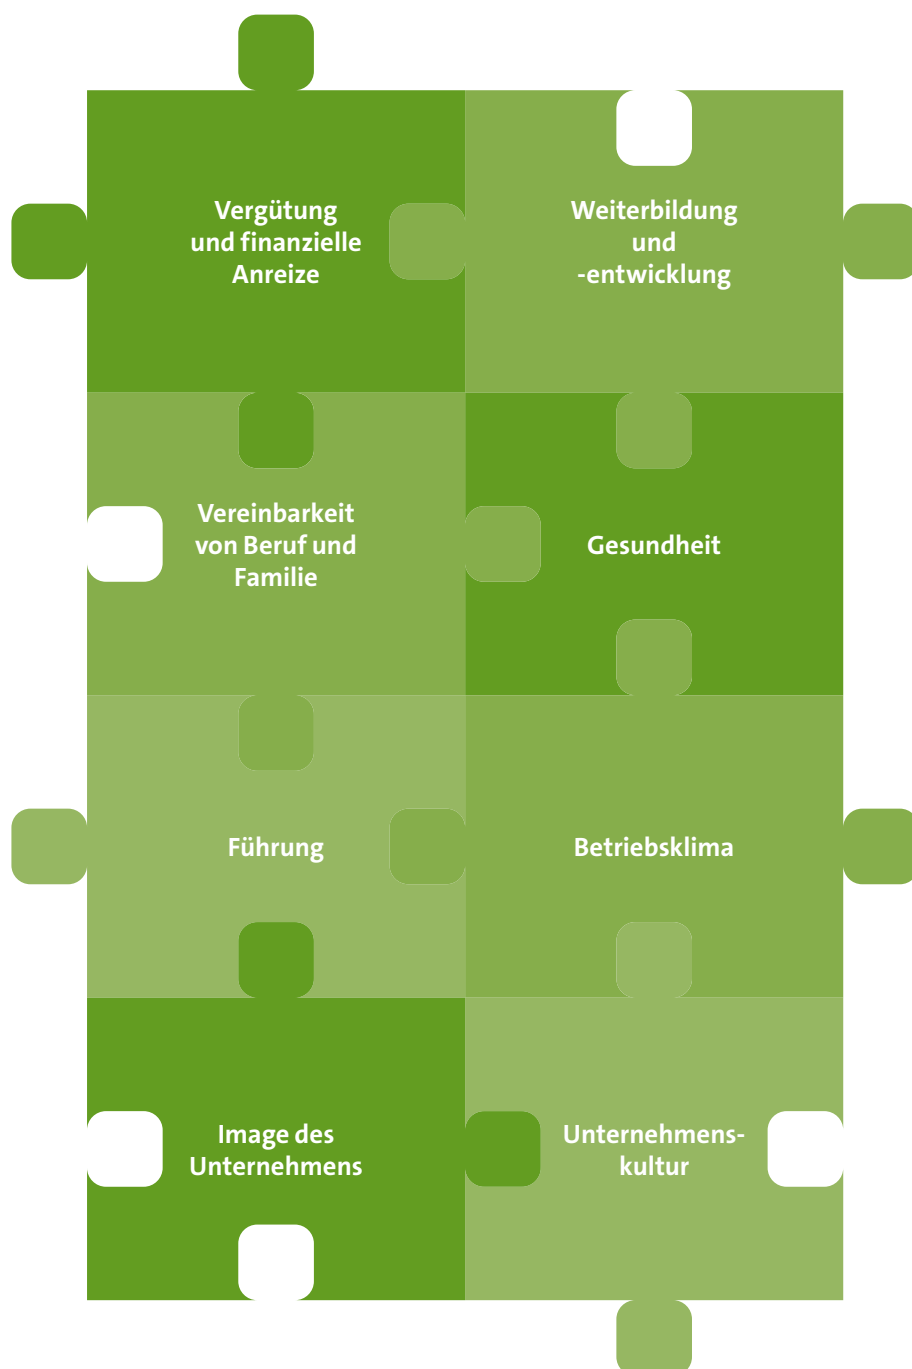 Vergütung
und finanzielle
Anreize
Weiterbildung
und
-entwicklung
Vereinbarkeit
von Beruf und
Familie
Gesundheit
Führung
Betriebsklima
Image des
Unternehmens
Unternehmens-
kultur